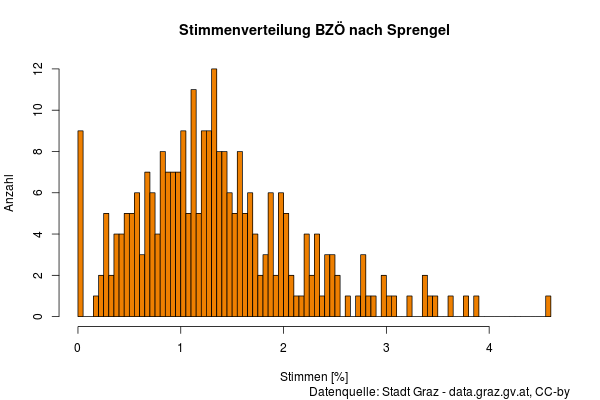 Stimmenverteilung BZÖ nach Sprengel
Anzahl
12
10
8
6
4
2
0
0 1 2 3 4
Stimmen [%]
Datenquelle: Stadt Graz - data.graz.gv.at, CC-by